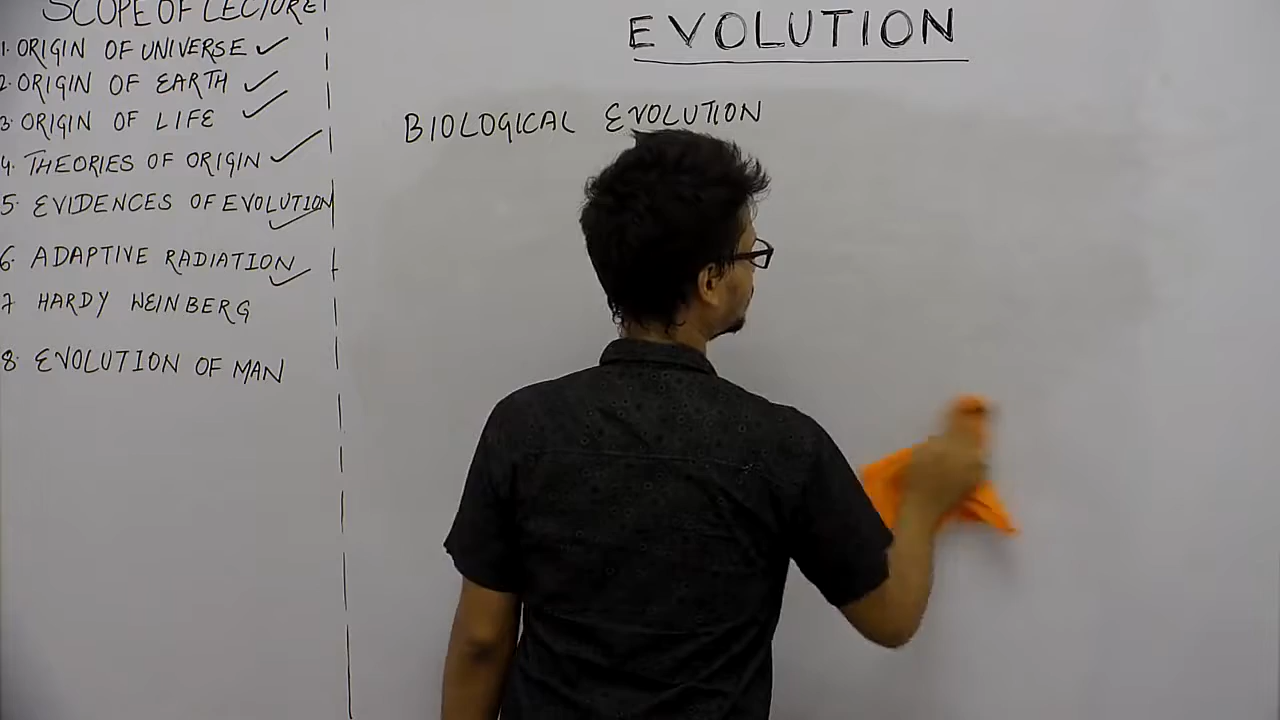 SCOPE OF LECTURE
1. ORIGIN OF UNIVERSE ✓
2. ORIGIN OF EARTH ✓
3. ORIGIN OF LIFE ✓
4. THEORIES OF ORIGIN ✓
5. EVIDENCES OF EVOLUTION ✓
6. ADAPTIVE RADIATION ✓
7 HARDY WEINBERG
8. EVOLUTION OF MAN
EVOLUTION
BIOLOGICAL EVOLUTION